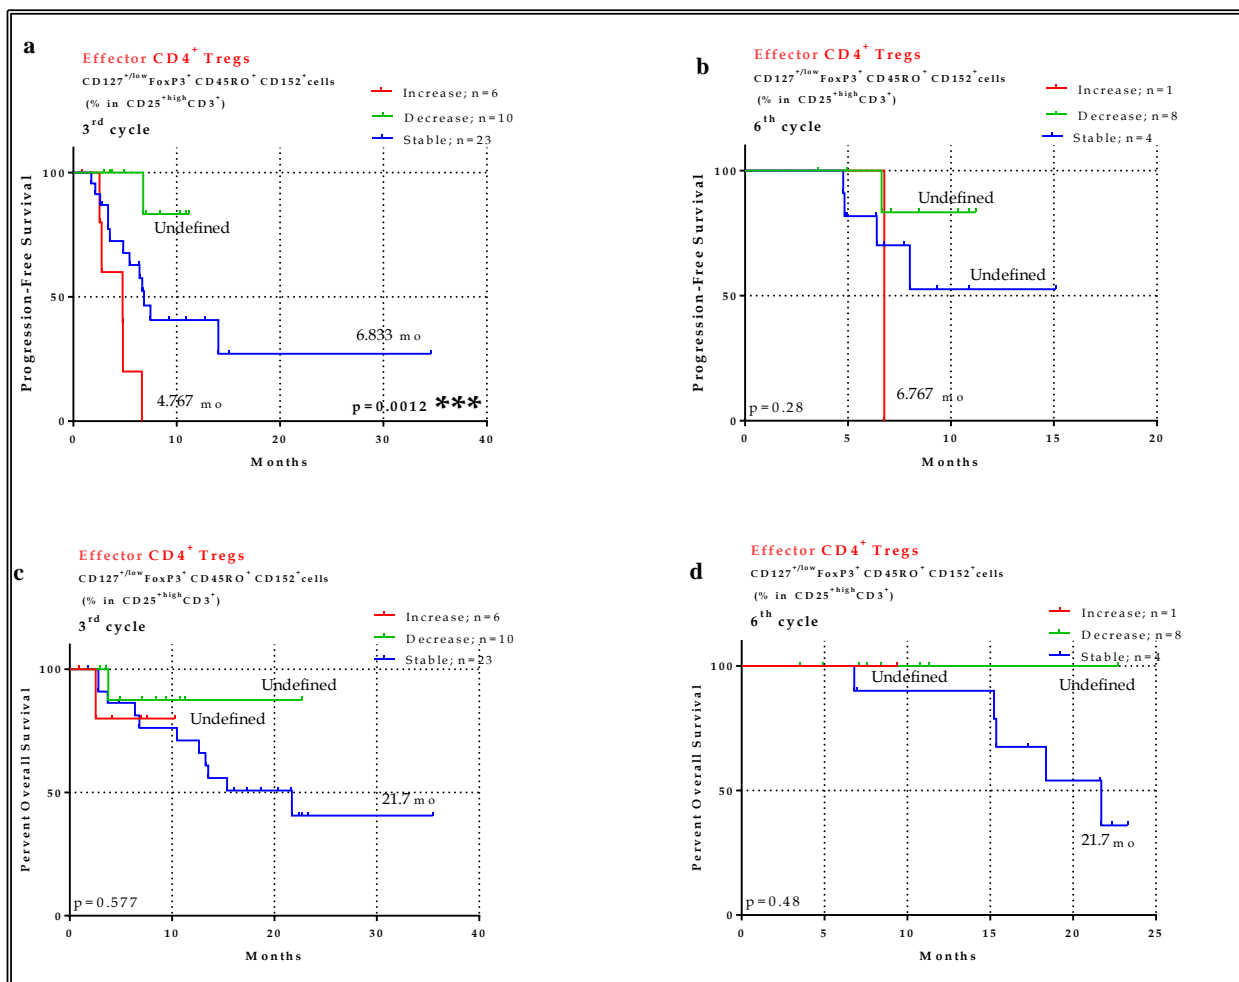 a
Effector CD4+ Tregs
CD127+/lowFoxP3+ CD45RO+ CD152+cells
(% in CD25+highCD3+)
3rd cycle
Increase; n=6
Decrease; n=10
Stable; n=23
Progression-Free Survival
100
50
0
Undefined
6.833 mo
4.767 mo
p=0.0012 ***
0 10 20 30 40
Months
b
Effector CD4+ Tregs
CD127+/lowFoxP3+ CD45RO+ CD152+cells
(% in CD25+highCD3+)
6th cycle
Increase; n=1
Decrease; n=8
Stable; n=4
Progression-Free Survival
100
50
0
Undefined
Undefined
6.767 mo
p=0.28
0 5 10 15 20
Months
c
Effector CD4+ Tregs
CD127+/lowFoxP3+ CD45RO+ CD152+cells
(% in CD25+highCD3+)
3rd cycle
Increase; n=6
Decrease; n=10
Stable; n=23
Pervent Overall Survival
100
50
0
Undefined
Undefined
21.7 mo
p=0.577
0 10 20 30 40
Months
d
Effector CD4+ Tregs
CD127+/lowFoxP3+ CD45RO+ CD152+cells
(% in CD25+highCD3+)
6th cycle
Increase; n=1
Decrease; n=8
Stable; n=4
Pervent Overall Survival
100
50
0
Undefined
Undefined
21.7 mo
p=0.48
0 5 10 15 20 25
Months